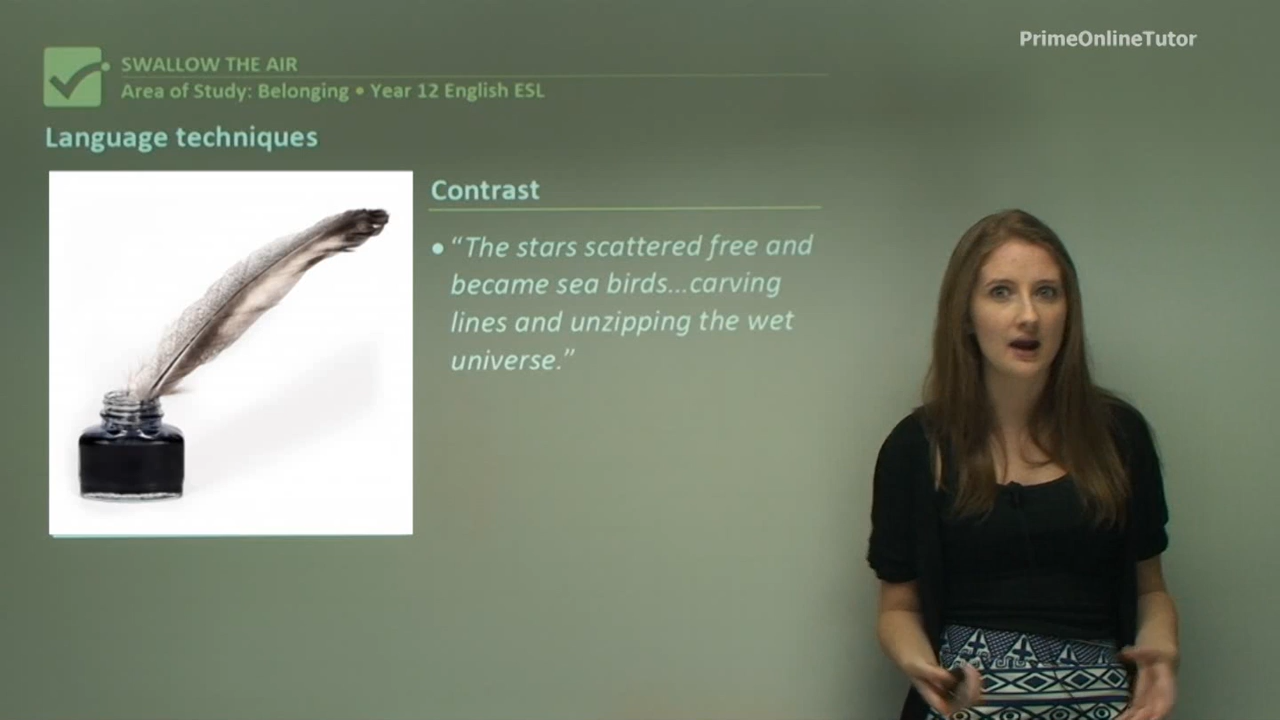 PrimeOnlineTutor
SWALLOW THE AIR
Area of Study: Belonging • Year 12 English ESL
Language techniques
Contrast
• “The stars scattered free and
became sea birds...carving
lines and unzipping the wet
universe.”